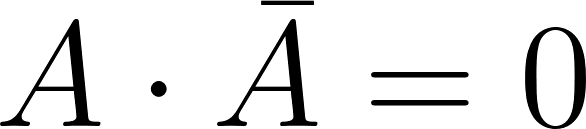 A · Ā = 0